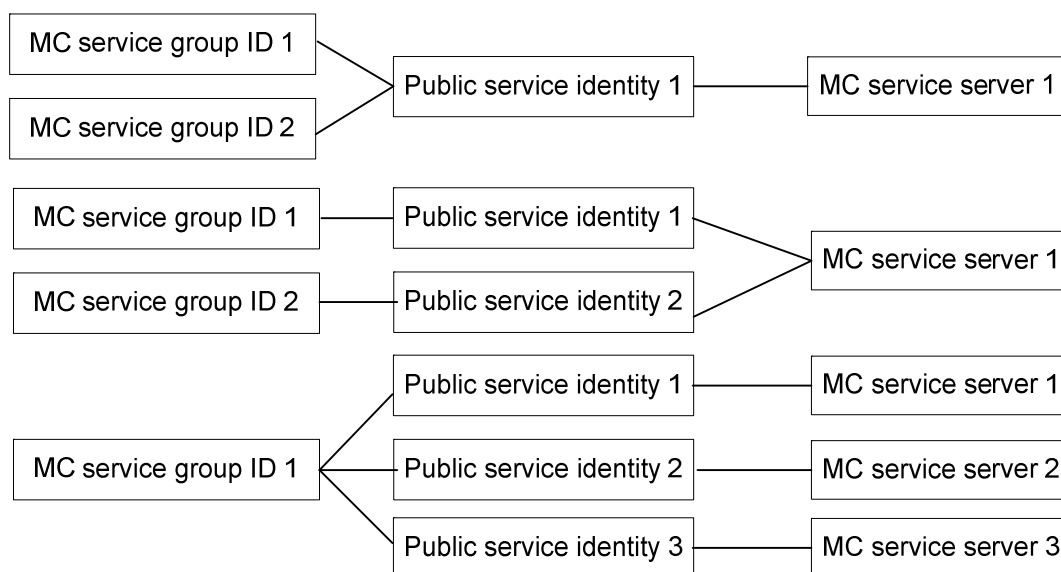 MC service group ID 1
Public service identity 1
MC service server 1
MC service group ID 2
MC service group ID 1
Public service identity 1
MC service server 1
MC service group ID 2
Public service identity 2
Public service identity 1
MC service server 1
MC service group ID 1
Public service identity 2
MC service server 2
Public service identity 3
MC service server 3